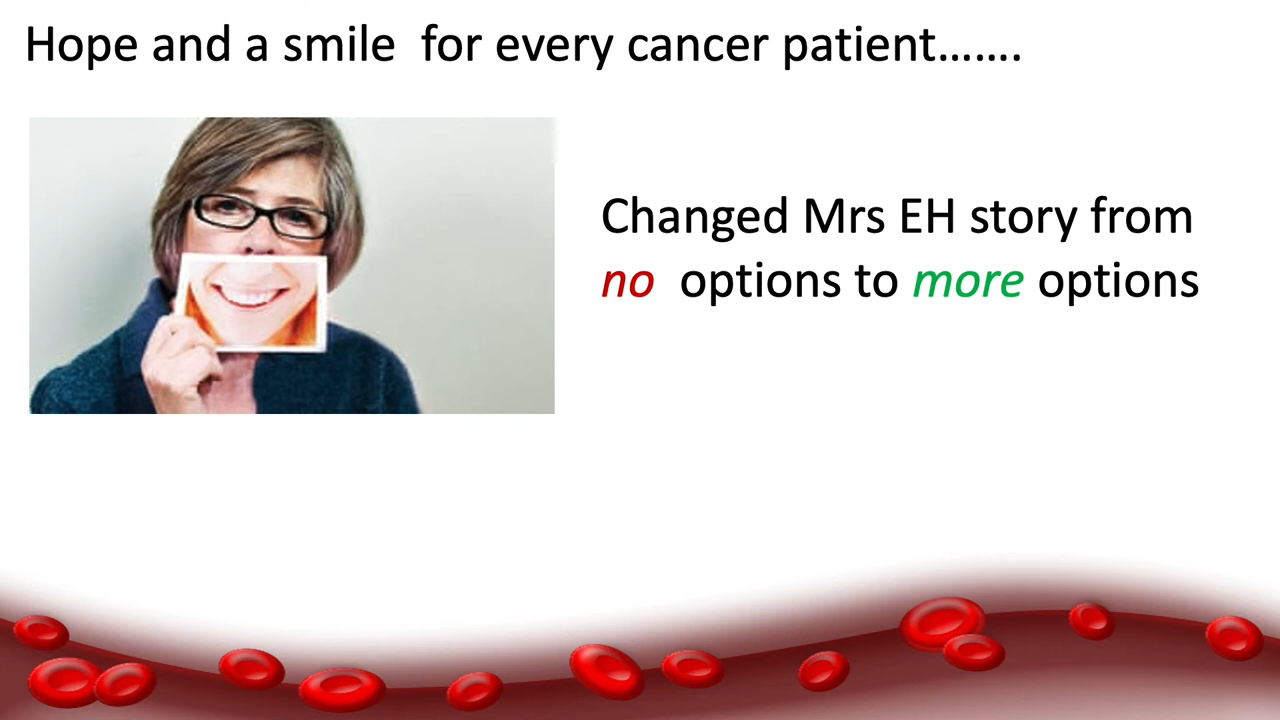 Hope and a smile  for every cancer patient…….
Changed Mrs EH story from
no  options to more options